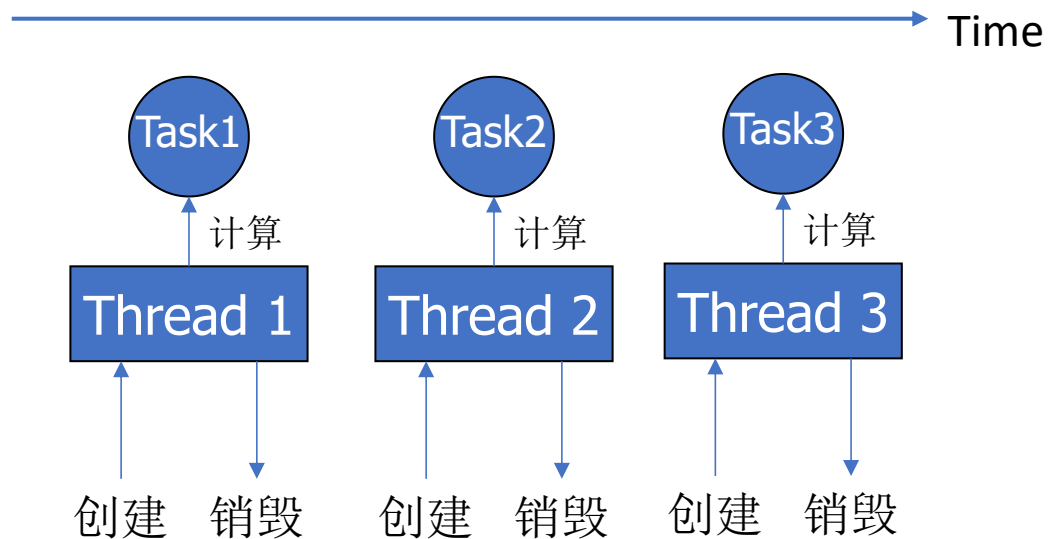 Time
Task1 Task2 Task3
计算 计算 计算
Thread 1 Thread 2 Thread 3
创建 销毁 创建 销毁 创建 销毁